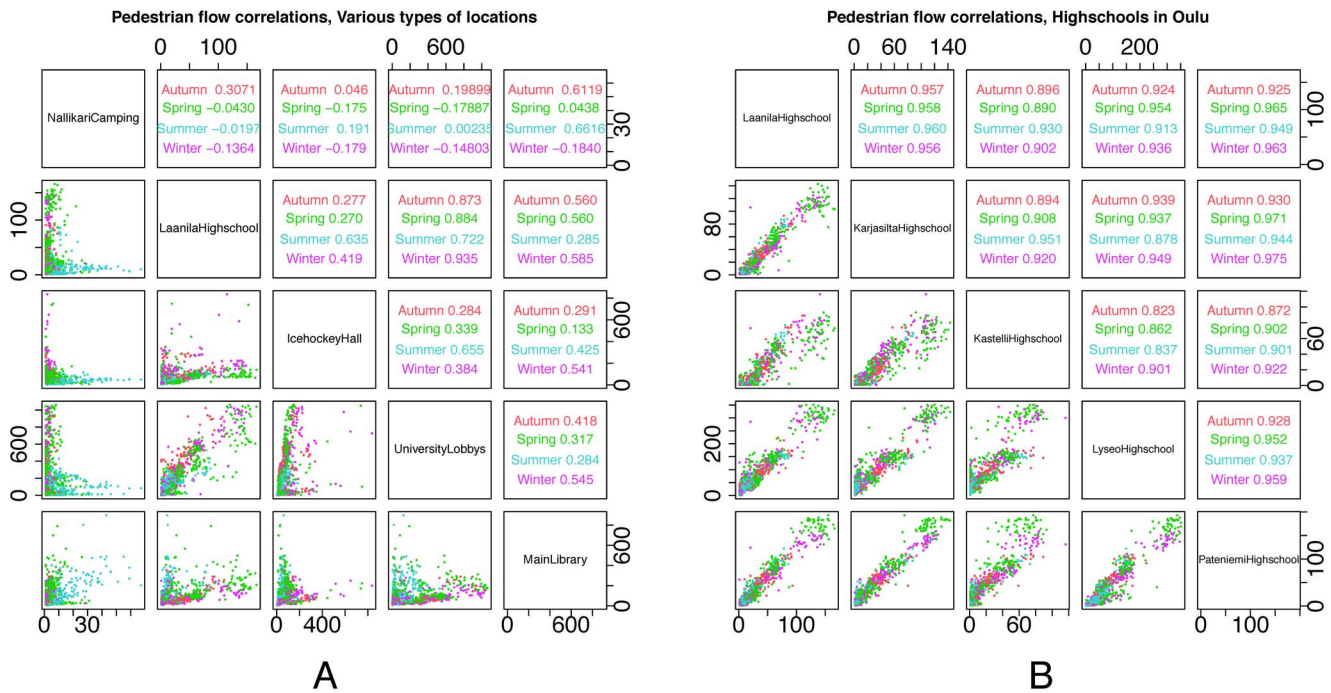 Pedestrian flow correlations, Various types of locations
0 100
0 600
NallikariCamping
Autumn 0.3071
Spring −0.0430
Summer −0.0197
Winter −0.1364
Autumn 0.046
Spring −0.175
Summer 0.191
Winter −0.179
Autumn 0.19899
Spring −0.17887
Summer 0.00235
Winter −0.14803
Autumn 0.6119
Spring 0.0438
Summer 0.6616
Winter −0.1840
0 30
0 100
LaanilaHighschool
Autumn 0.277
Spring 0.270
Summer 0.635
Winter 0.419
Autumn 0.873
Spring 0.884
Summer 0.722
Winter 0.935
Autumn 0.560
Spring 0.560
Summer 0.285
Winter 0.585
IcehockeyHall
Autumn 0.284
Spring 0.339
Summer 0.655
Winter 0.384
Autumn 0.291
Spring 0.133
Summer 0.425
Winter 0.541
0 600
0 600
UniversityLobbys
Autumn 0.418
Spring 0.317
Summer 0.284
Winter 0.545
MainLibrary
0 600
0 30
0 400
0 600
A
Pedestrian flow correlations, Highschools in Oulu
0 60 140
0 200
LaanilaHighschool
Autumn 0.957
Spring 0.958
Summer 0.960
Winter 0.956
Autumn 0.896
Spring 0.890
Summer 0.930
Winter 0.902
Autumn 0.924
Spring 0.954
Summer 0.913
Winter 0.936
Autumn 0.925
Spring 0.965
Summer 0.949
Winter 0.963
0 100
0 80
KarjasiltaHighschool
Autumn 0.894
Spring 0.908
Summer 0.951
Winter 0.920
Autumn 0.939
Spring 0.937
Summer 0.878
Winter 0.949
Autumn 0.930
Spring 0.971
Summer 0.944
Winter 0.975
KastelliHighschool
Autumn 0.823
Spring 0.862
Summer 0.837
Winter 0.901
Autumn 0.872
Spring 0.902
Summer 0.901
Winter 0.922
0 60
0 200
LyseoHighschool
Autumn 0.928
Spring 0.952
Summer 0.937
Winter 0.959
PateniemiHighschool
0 100
0 100
0 60
0 100
B